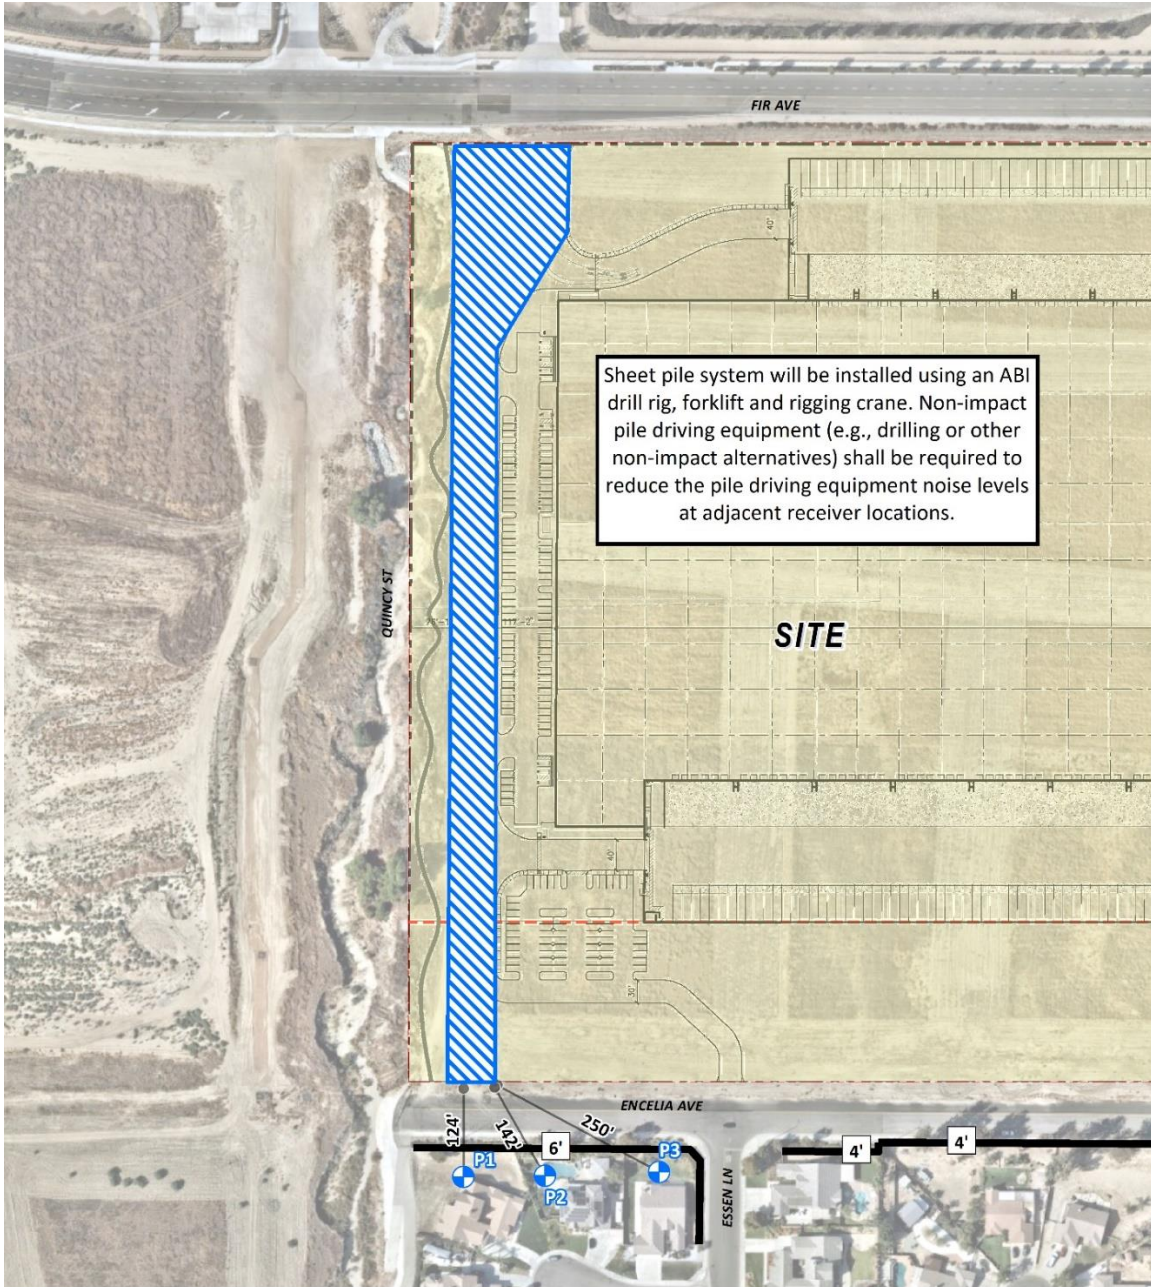 FIR AVE
40'
Sheet pile system will be installed using an ABI
drill rig, forklift and rigging crane. Non-impact
pile driving equipment (e.g., drilling or other
non-impact alternatives) shall be required to
reduce the pile driving equipment noise levels
at adjacent receiver locations.
QUINCY ST
SITE
40'
30'
ENCELIA AVE
124'
142'
250'
6'
4'
4'
P1
P2
P3
ESSEN LN